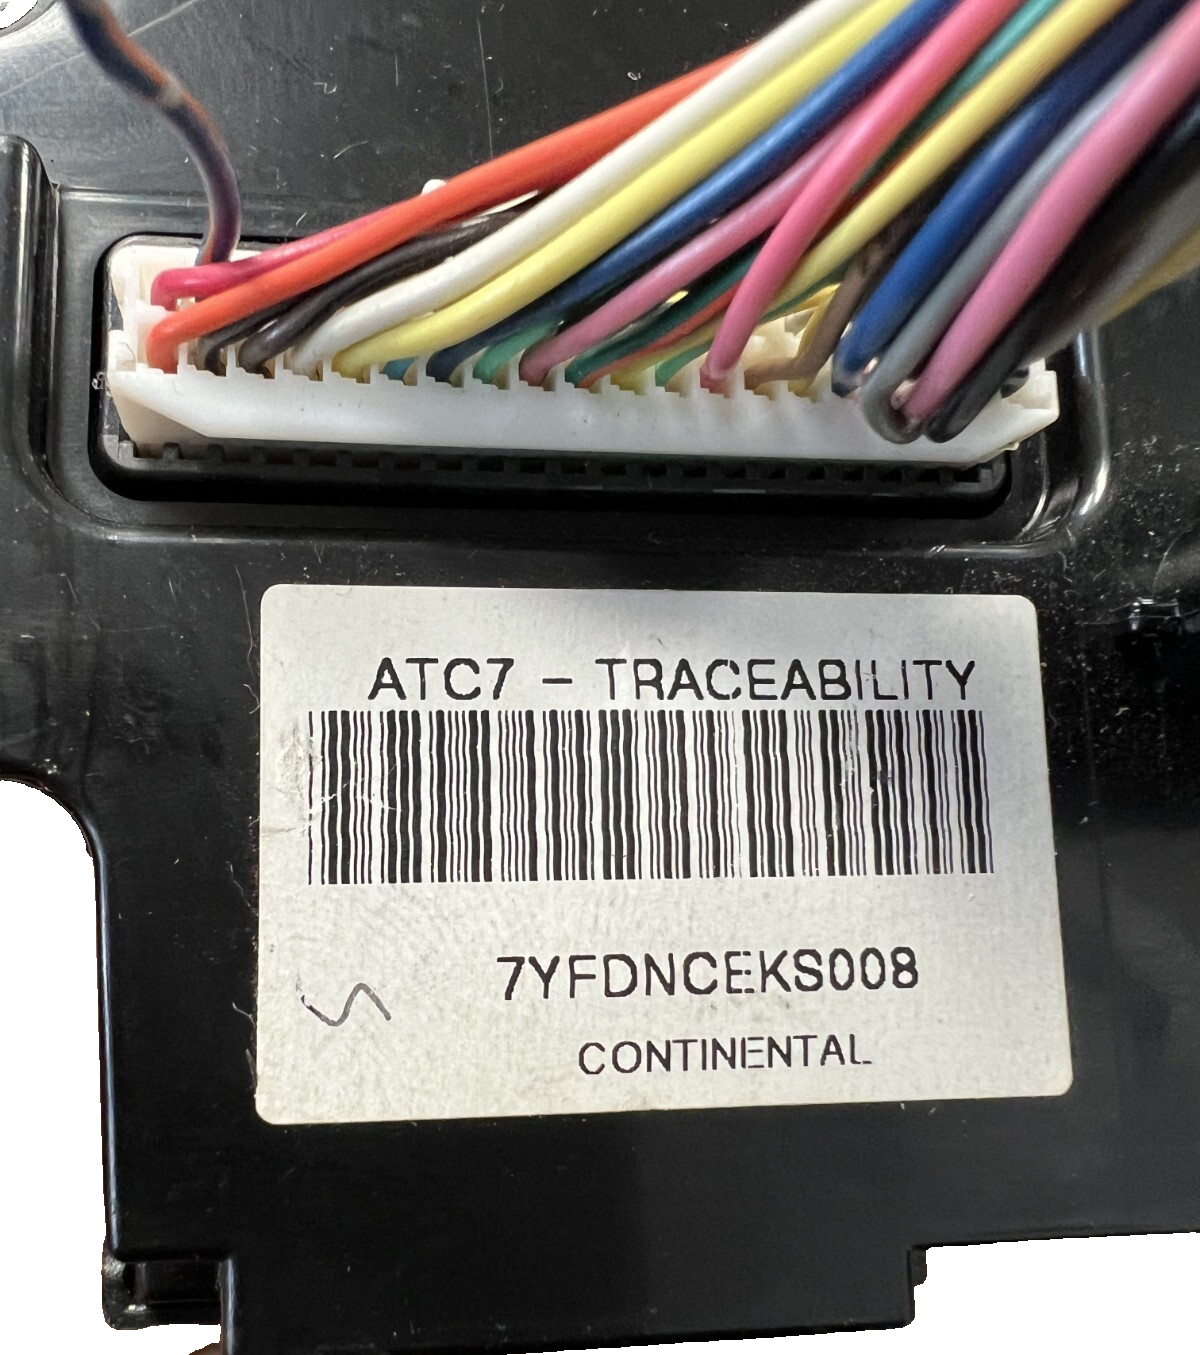 ATC7 - TRACEABILITY
7YFDNCEKS008
CONTINENTAL